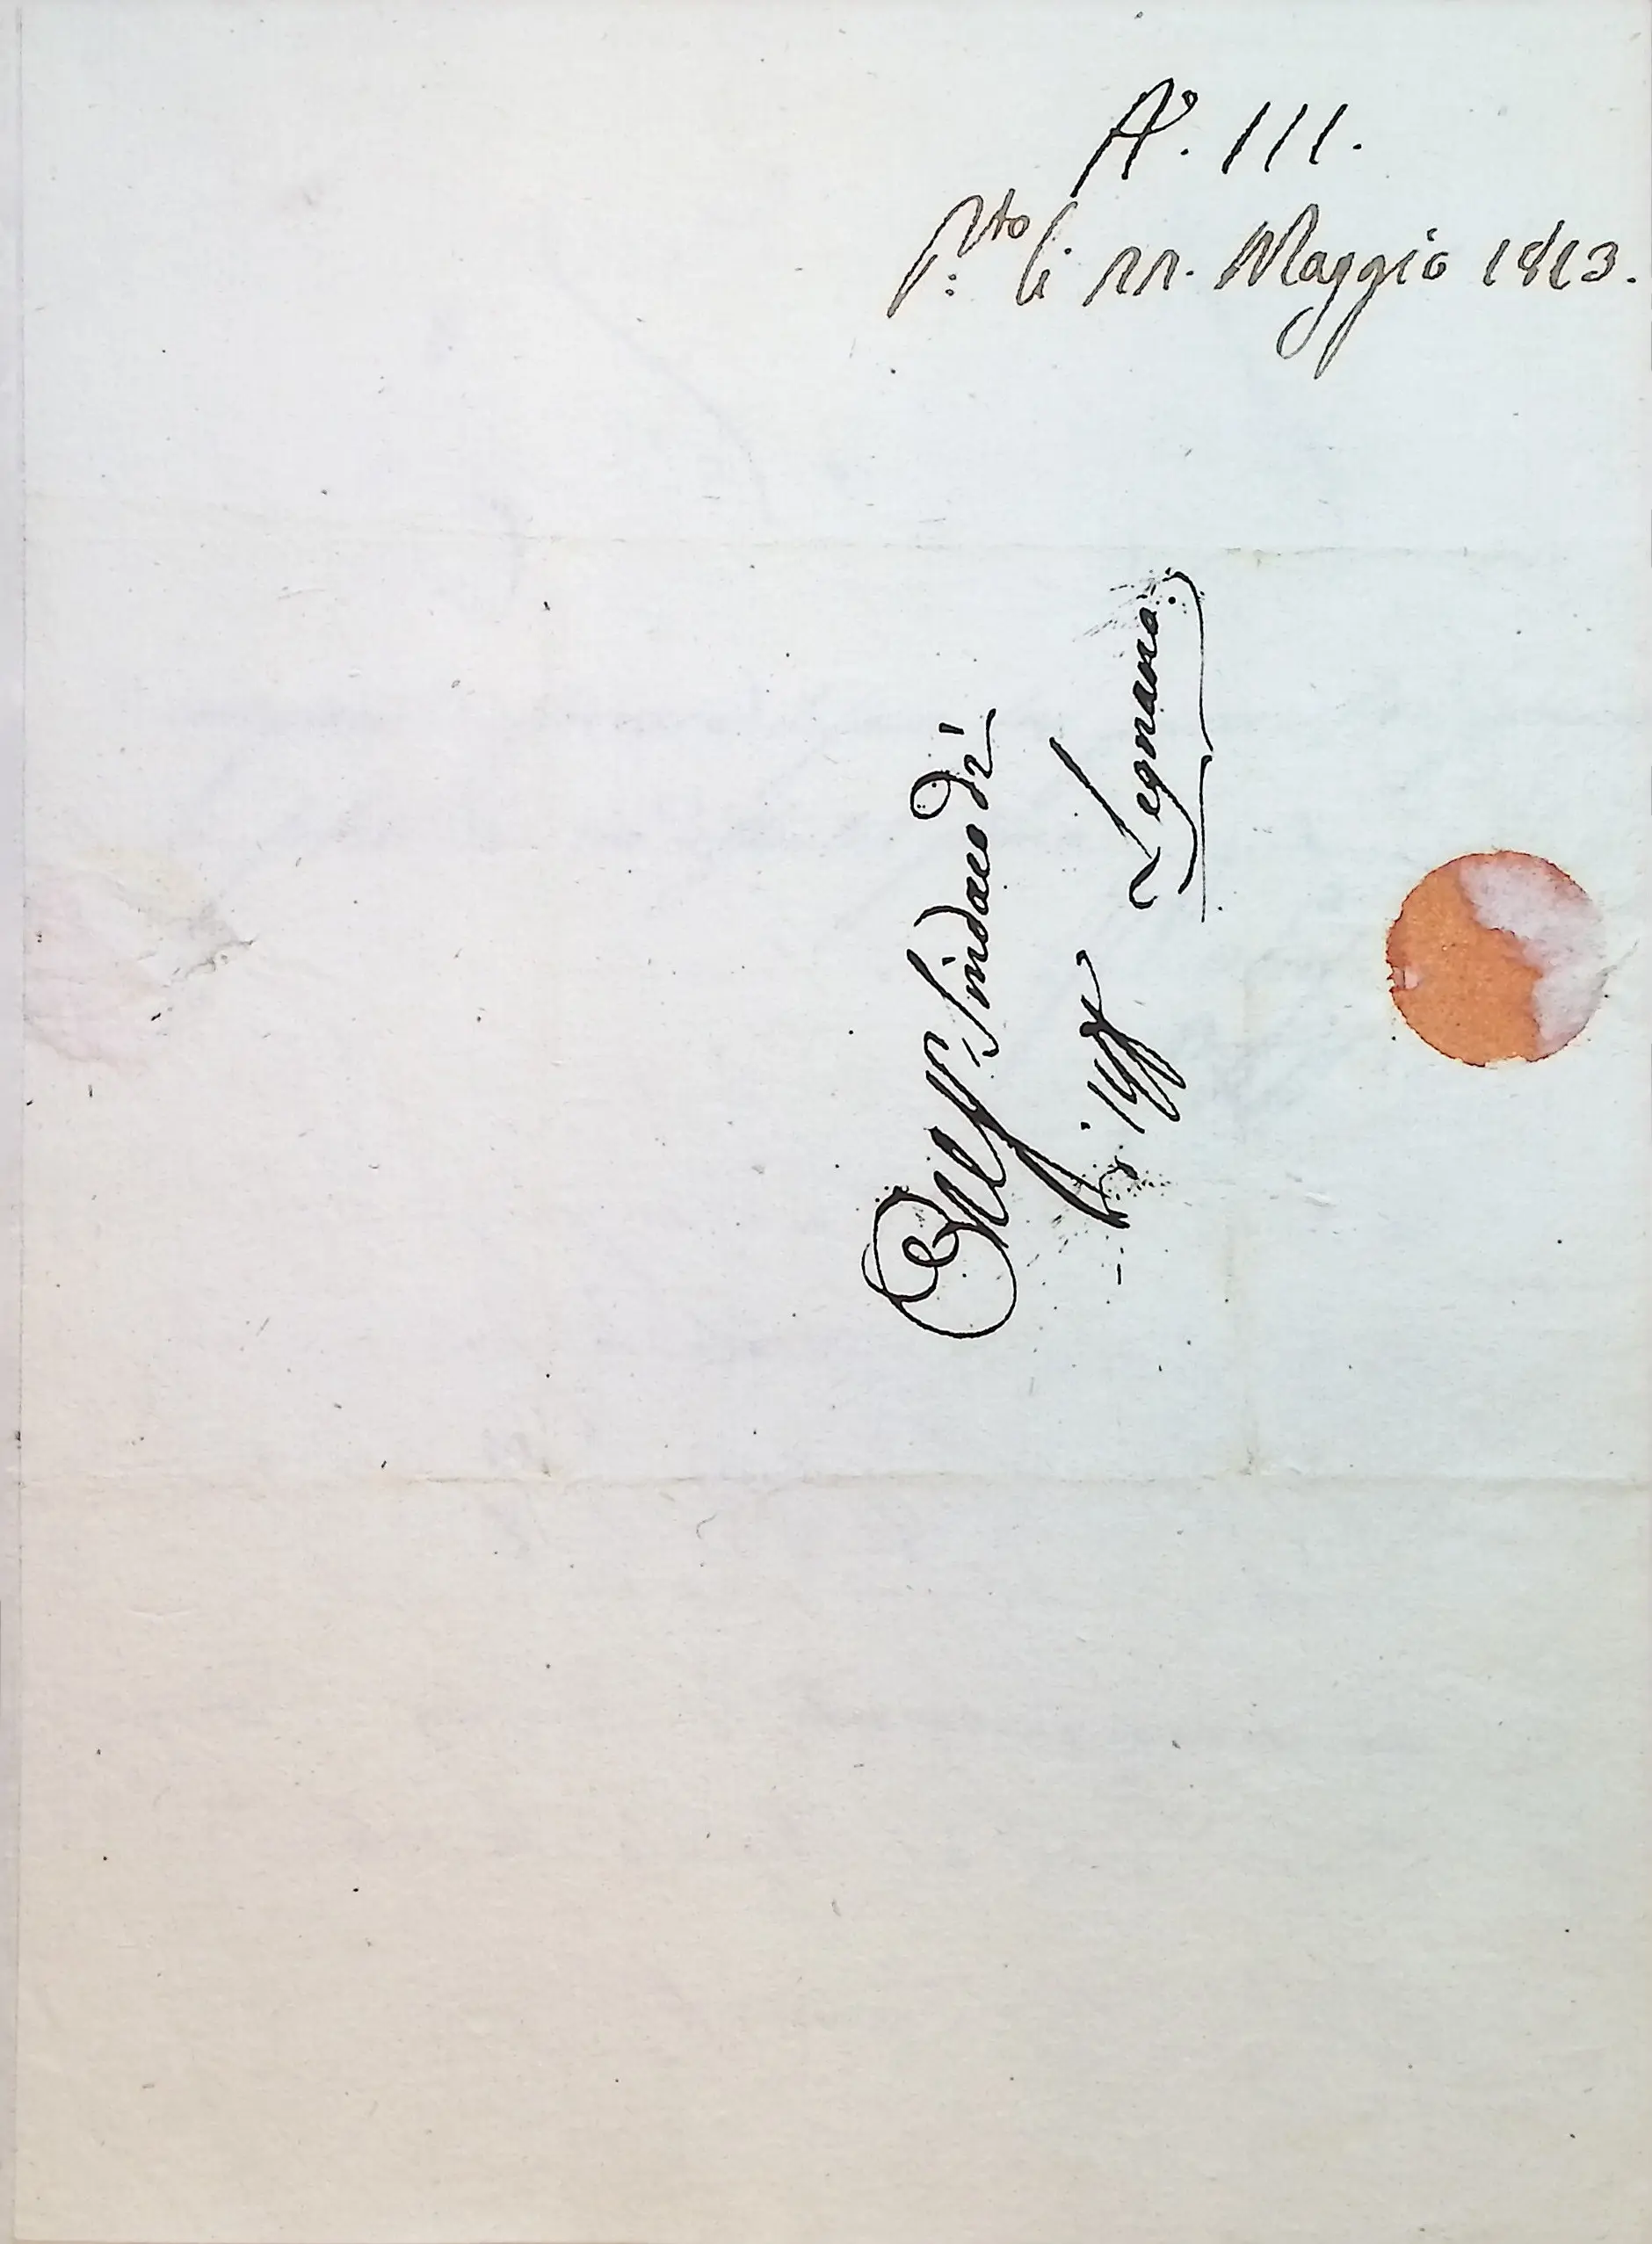 N°. 111.
P:to li 22. Maggio 1813.
Al Sig.r Sindaco di
Legnano.